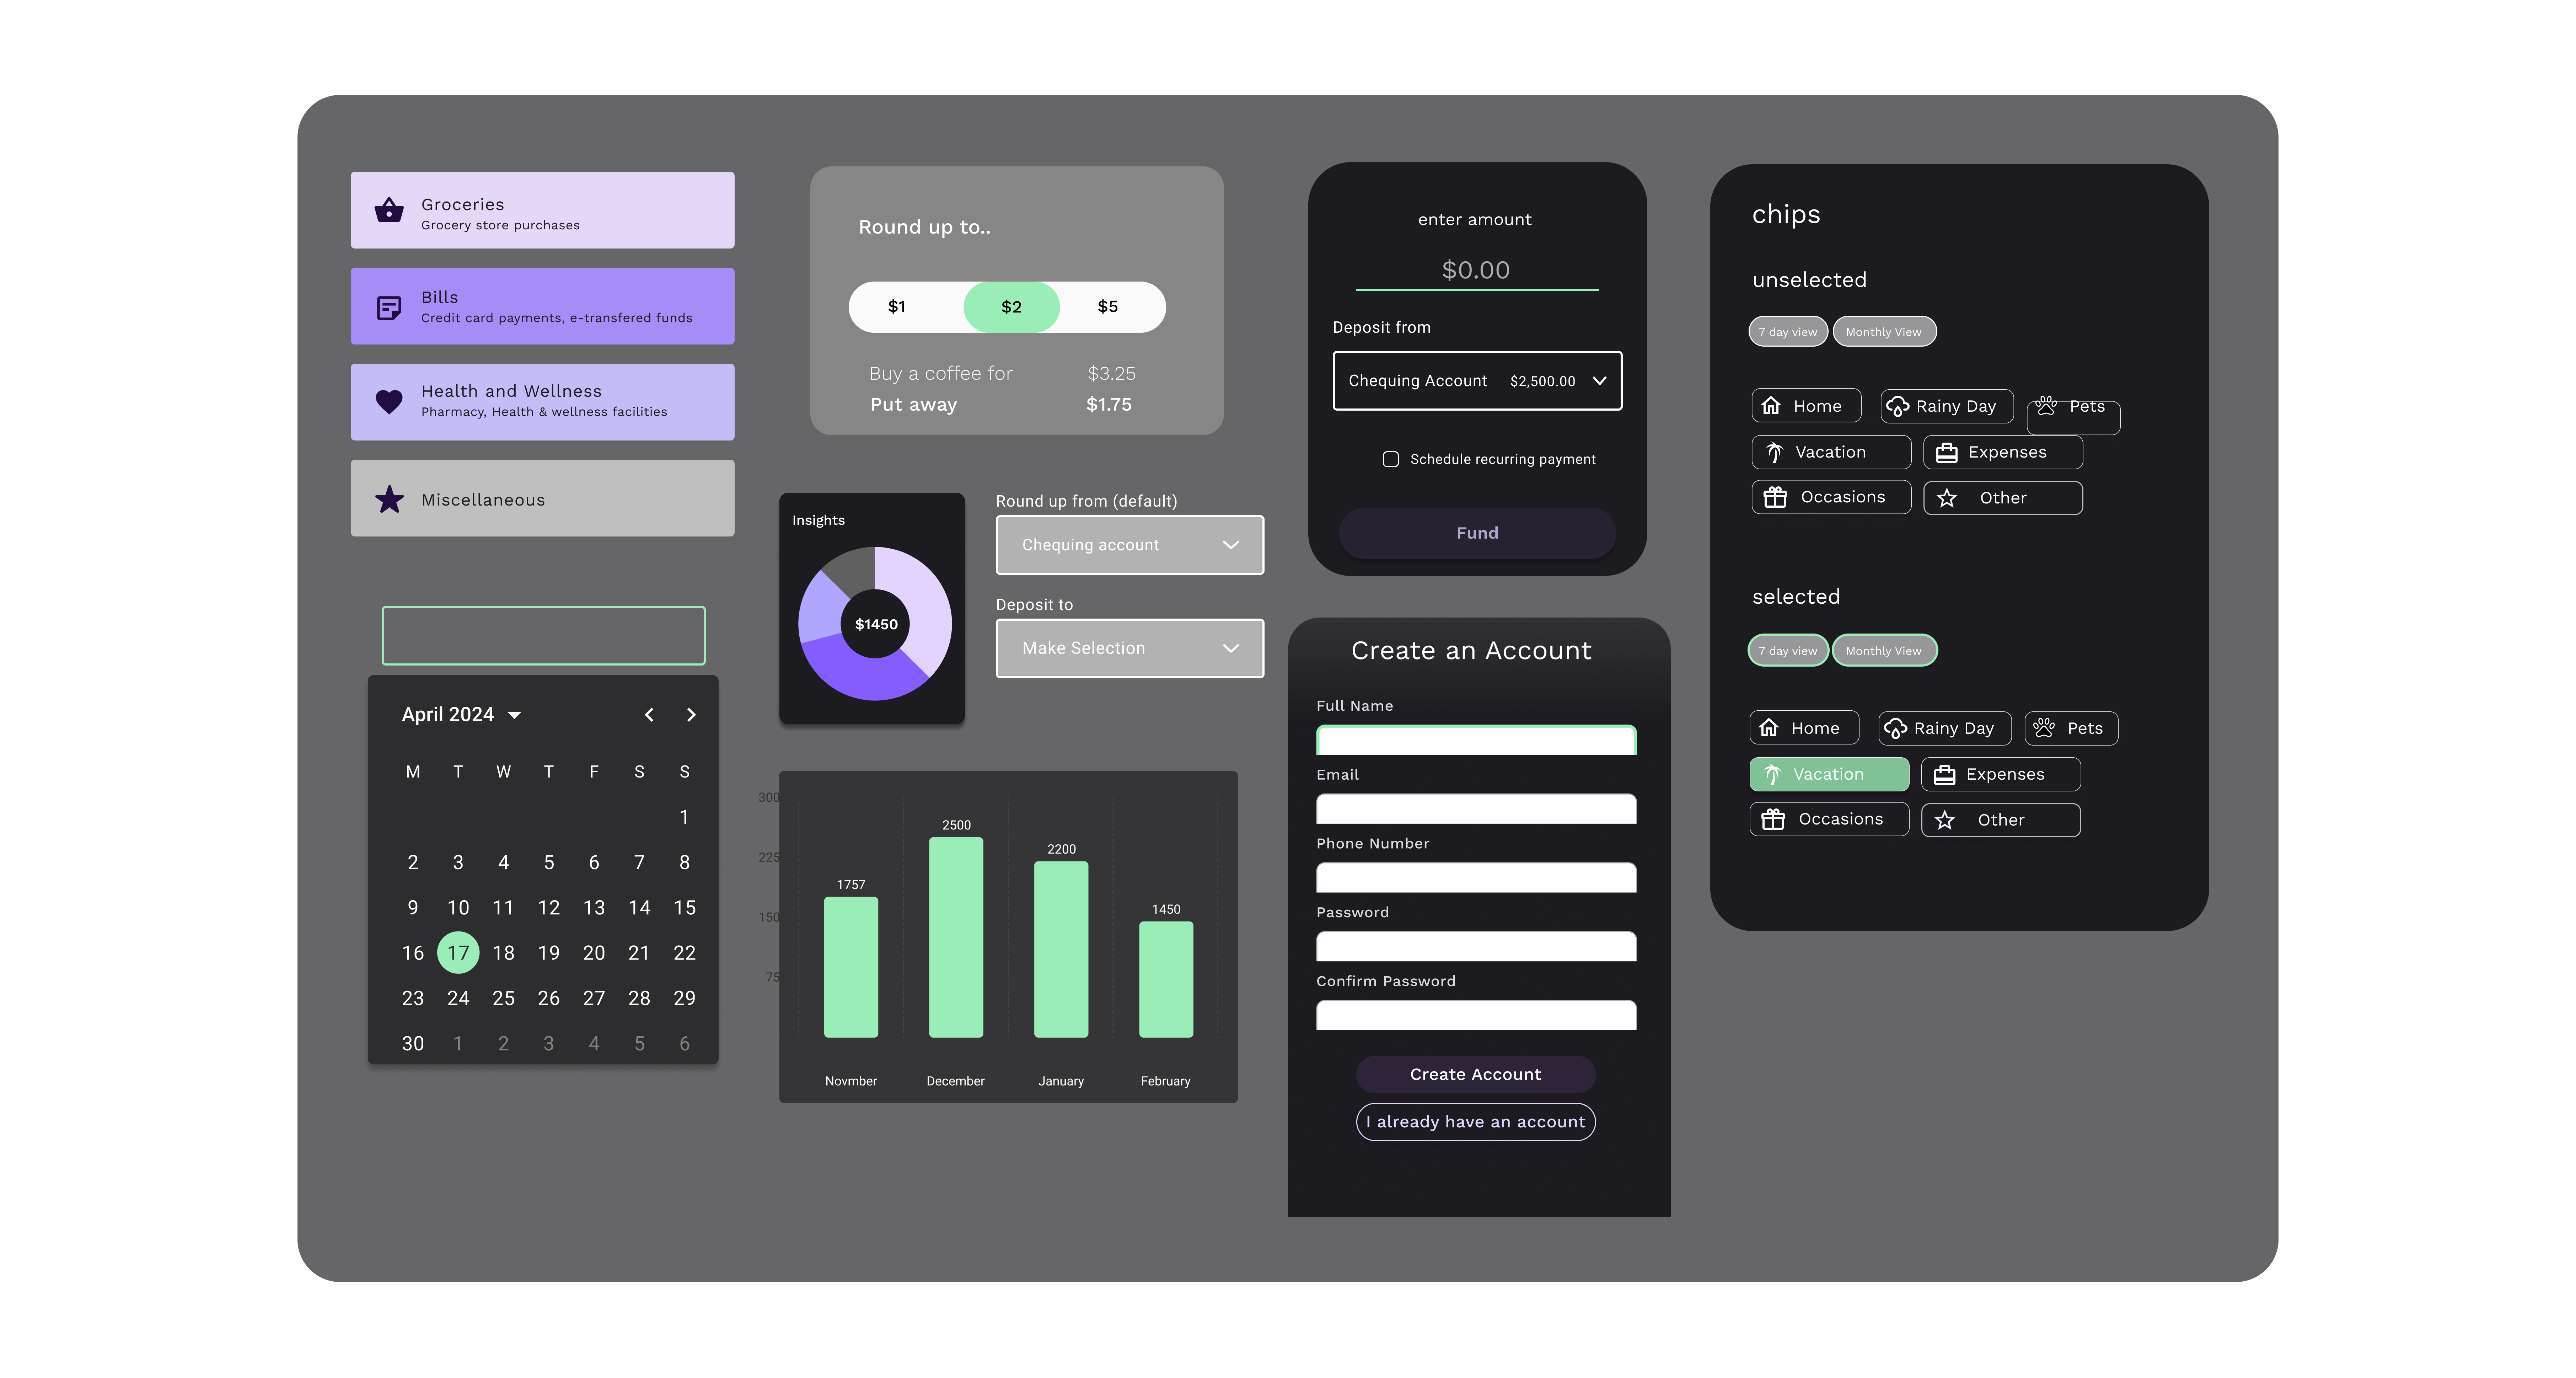 Groceries
Grocery store purchases
Bills
Credit card payments, e-transfered funds
Health and Wellness
Pharmacy, Health & wellness facilities
Miscellaneous
April 2024
M T W T F S S
1
2 3 4 5 6 7 8
9 10 11 12 13 14 15
16 17 18 19 20 21 22
23 24 25 26 27 28 29
30 1 2 3 4 5 6
Round up to..
$1 $2 $5
Buy a coffee for $3.25
Put away $1.75
Insights
$1450
Round up from (default)
Chequing account
Deposit to
Make Selection
300
225
150
75
1757
2500
2200
1450
Novmber December January February
enter amount
$0.00
Deposit from
Chequing Account $2,500.00
Schedule recurring payment
Fund
Create an Account
Full Name
Email
Phone Number
Password
Confirm Password
Create Account
I already have an account
chips
unselected
7 day view Monthly View
Home Rainy Day Pets
Vacation Expenses
Occasions Other
selected
7 day view Monthly View
Home Rainy Day Pets
Vacation Expenses
Occasions Other